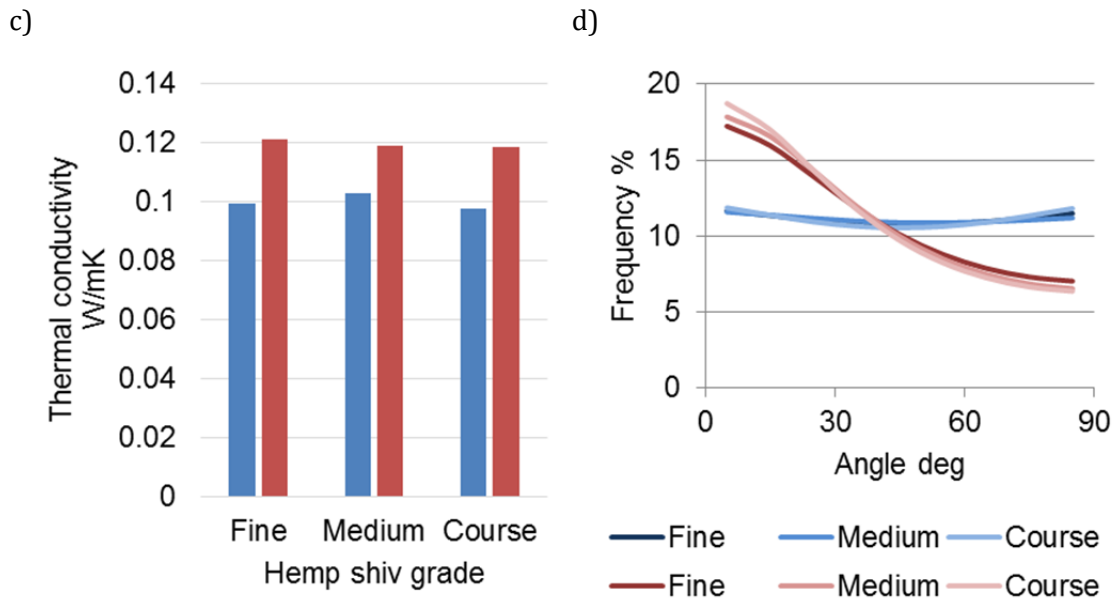 c)
Thermal conductivity
W/mK
0.14
0.12
0.1
0.08
0.06
0.04
0.02
0
Fine Medium Course
Hemp shiv grade
d)
Frequency %
20
15
10
5
0
0 30 60 90
Angle deg
Fine Medium Course
Fine Medium Course